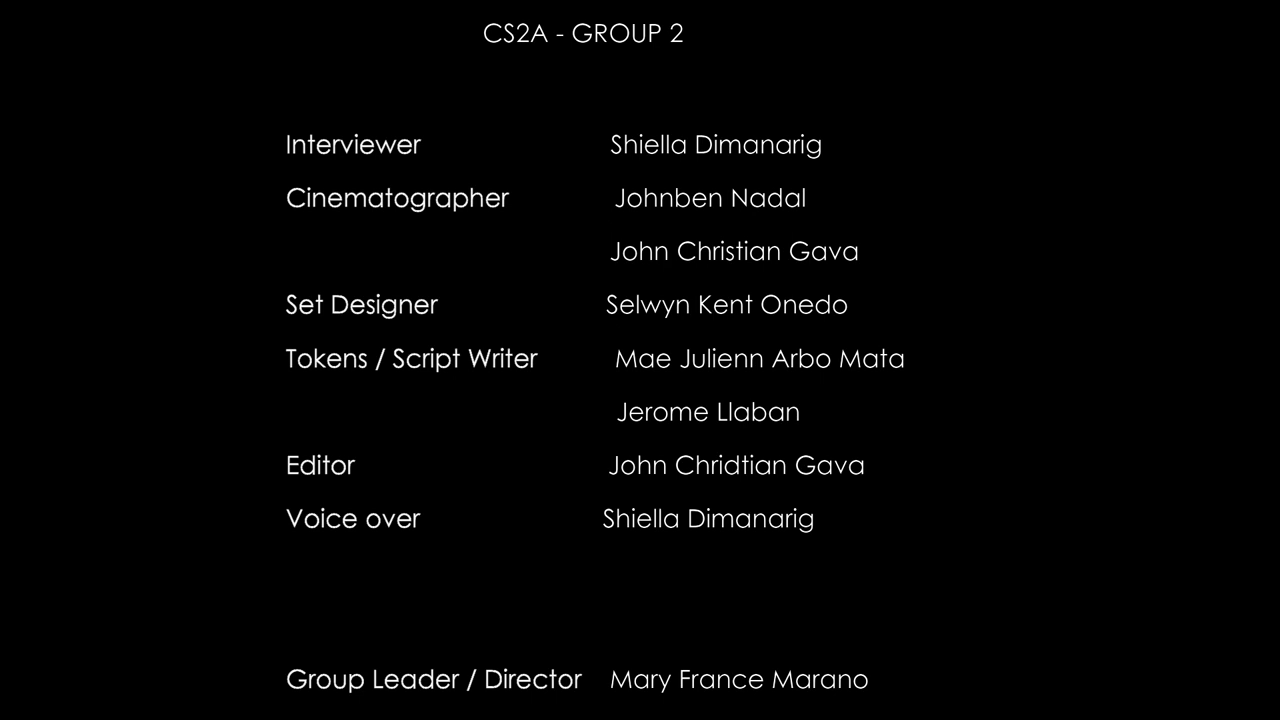 CS2A - GROUP 2
Interviewer Shiella Dimanarig
Cinematographer Johnben Nadal
John Christian Gava
Set Designer Selwyn Kent Onedo
Tokens / Script Writer Mae Julienn Arbo Mata
Jerome Llaban
Editor John Chridtian Gava
Voice over Shiella Dimanarig
Group Leader / Director Mary France Marano